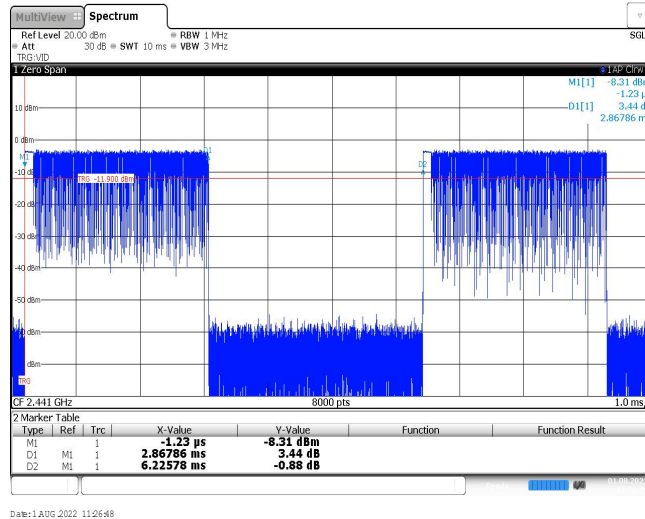 MultiView Spectrum
Ref Level 20.00 dBm RBW 1 MHz SGL
Att 30 dB SWT 10 ms VBW 3 MHz
TRG:VID
1 Zero Span 1AP Clrw
M1[1] -8.31 dBm
-1.23 µs
D1[1] 3.44 dB
2.86786 ms
10 dBm
0 dBm
M1 D1 D2
-10 dBm
TRG -11.900 dBm
-20 dBm
-30 dBm
-40 dBm
-50 dBm
dBm
dBm
TRG
CF 2.441 GHz 8000 pts 1.0 ms
2 Marker Table
Type Ref Trc X-Value Y-Value Function Function Result
M1 1 -1.23 µs -8.31 dBm
D1 M1 1 2.86786 ms 3.44 dB
D2 M1 1 6.22578 ms -0.88 dB
Date: 1 AUG 2022 11:26:48